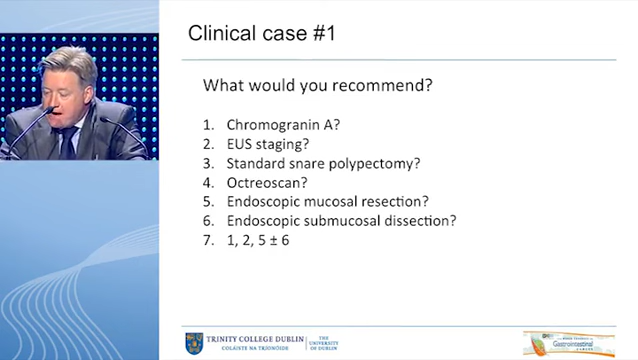 Clinical case #1
What would you recommend?
1. Chromogranin A?
2. EUS staging?
3. Standard snare polypectomy?
4. Octreoscan?
5. Endoscopic mucosal resection?
6. Endoscopic submucosal dissection?
7. 1, 2, 5 ± 6
TRINITY COLLEGE DUBLIN
COLÁISTE NA TRÍONÓIDE
THE
UNIVERSITY
OF DUBLIN
Gastrointestinal